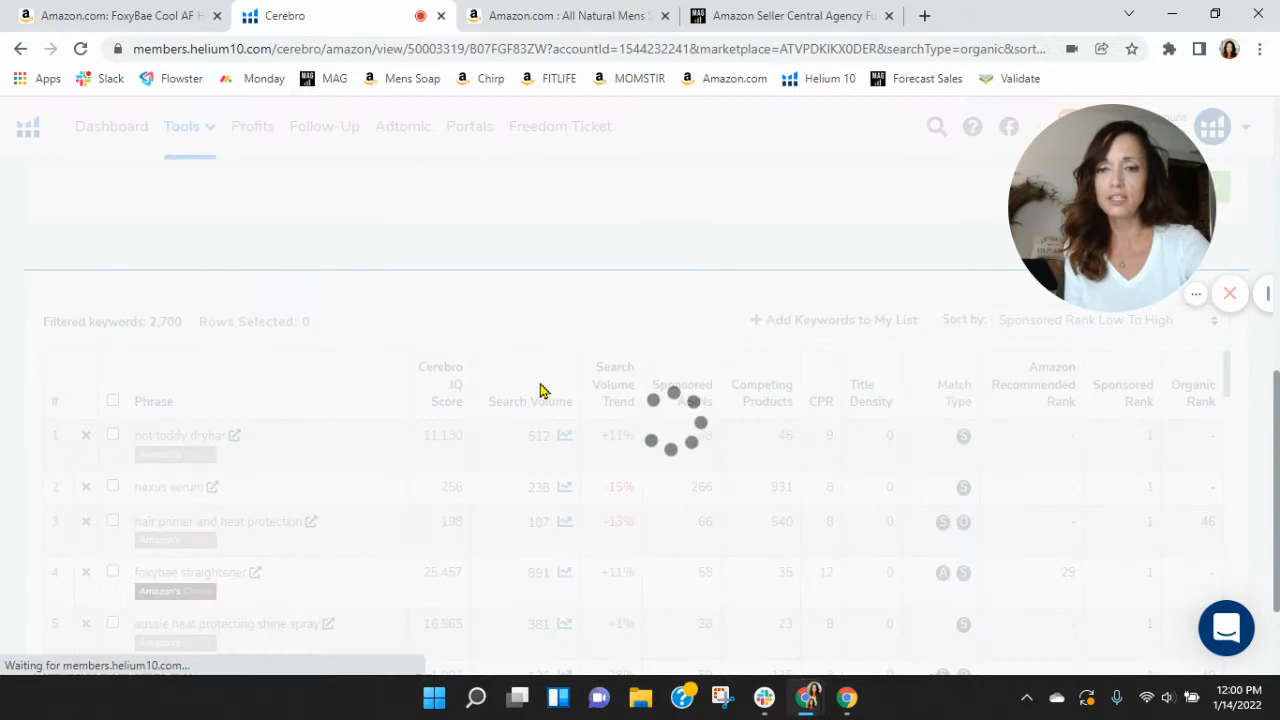 Amazon.com: FoxyBae Cool AF H
Cerebro
Amazon.com : All Natural Mens S
Amazon Seller Central Agency Fu
members.helium10.com/cerebro/amazon/view/50003319/B07FGF83ZW?accountId=1544232241&marketplace=ATVPDKIKX0DER&searchType=organic&sort...
Apps Slack Flowster Monday MAG Mens Soap Chirp FITLIFE MOMSTIR Amazon.com Helium 10 Forecast Sales Validate
Dashboard Tools Profits Follow-Up Adtomic Portals Freedom Ticket
Filtered keywords: 2,700 Rows Selected: 0 + Add Keywords to My List Sort by: Sponsored Rank Low To High
# Phrase Cerebro IQ Score Search Volume Search Volume Trend Sponsored ASINs Competing Products CPR Title Density Match Type Amazon Recommended Rank Sponsored Rank Organic Rank
1 hot toddy drybar 11,130 512 +11% 46 8 0 S - 1 -
Amazon's
2 nexus serum 256 238 -15% 266 931 8 0 S - 1 -
3 hair primer and heat protection 198 107 -13% 66 540 8 0 S O - 1 46
Amazon's
4 foxybae straightener 25,457 891 +11% 58 35 12 0 A S 29 1 -
Amazon's Choice
5 aussie heat protecting shine spray 16,565 381 +1% 38 23 8 0 S - 1 -
Amazon's
Waiting for members.helium10.com...
12:00 PM
1/14/2022